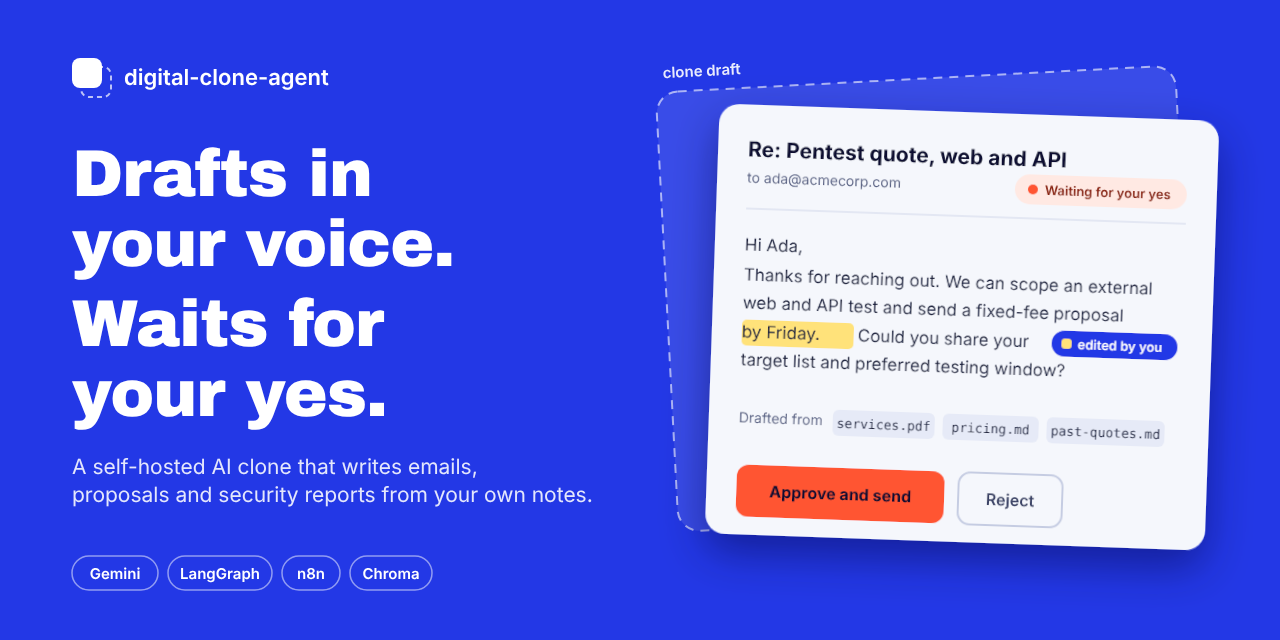 digital-clone-agent
Drafts in
your voice.
Waits for
your yes.
A self-hosted AI clone that writes emails,
proposals and security reports from your own notes.
Gemini
LangGraph
n8n
Chroma
clone draft
Re: Pentest quote, web and API
to ada@acmecorp.com
Waiting for your yes
Hi Ada,
Thanks for reaching out. We can scope an external
web and API test and send a fixed-fee proposal
by Friday. Could you share your
edited by you
target list and preferred testing window?
Drafted from services.pdf pricing.md past-quotes.md
Approve and send
Reject